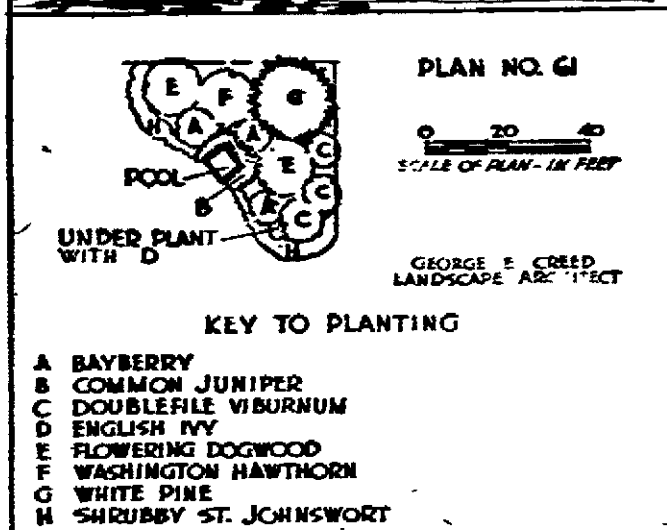 PLAN NO. 61
E
F
G
H
A
A
C
E
POOL
C
B
A
C
UNDER PLANT
WITH D
H
0 20 40
SCALE OF PLAN - IN FEET
GEORGE E CREED
LANDSCAPE ARCHITECT
KEY TO PLANTING
A BAYBERRY
B COMMON JUNIPER
C DOUBLEFILE VIBURNUM
D ENGLISH IVY
E FLOWERING DOGWOOD
F WASHINGTON HAWTHORN
G WHITE PINE
H SHRUBBY ST. JOHNSWORT